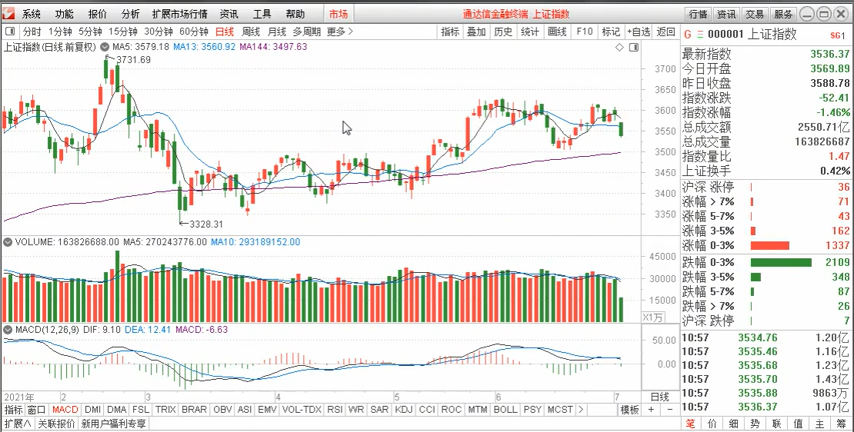 系统 功能 报价 分析 扩展市场行情 资讯 工具 帮助 市场 通达信金融终端 上证指数 行情 资讯 交易 服务
分时 1分钟 5分钟 15分钟 30分钟 60分钟 日线 周线 月线 多周期 更多 指标 叠加 历史 统计 画线 F10 标记 +自选 返回
上证指数(日线.前复权) MA5: 3579.18 MA13: 3560.92 MA144: 3497.63
3731.69
3328.31
3700
3650
3600
3550
3500
3450
3400
3350
VOLUME: 163826688.00 MA5: 270243776.00 MA10: 293189152.00
45000
30000
15000
X1万
MACD(12,26,9) DIF: 9.10 DEA: 12.41 MACD: -6.63
50.00
0.00
2021年 2 3 4 5 6 7 日线
指标 窗口 MACD DMI DMA FSL TRIX BRAR OBV ASI EMV VOL-TDX RSI WR SAR KDJ CCI ROC MTM BOLL PSY MCST 模板 + -
扩展∧ 关联报价 新用户福利专享
G 000001 上证指数 SG1
最新指数 3536.37
今日开盘 3569.89
昨日收盘 3588.78
指数涨跌 -52.41
指数涨幅 -1.46%
总成交额 2550.71亿
总成交量 163826687
指数量比 1.47
上证换手 0.42%
沪深 涨停 36
涨幅 > 7% 71
涨幅 5-7% 43
涨幅 3-5% 162
涨幅 0-3% 1337
跌幅 0-3% 2109
跌幅 3-5% 348
跌幅 5-7% 87
跌幅 > 7% 26
沪深 跌停 7
10:57 3534.76 1.20亿
10:57 3535.46 1.16亿
10:57 3535.68 1.23亿
10:57 3535.70 1.43亿
10:57 3535.88 9863万
10:57 3536.37 1.07亿
笔 价 细 势 联 值 主 筹